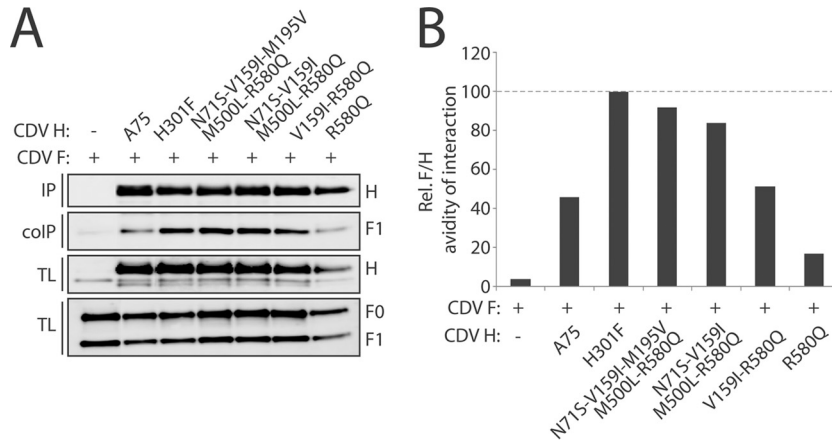 A
CDV H:
-
A75
H301F
N71S-V159I-M195V
M500L-R580Q
N71S-V159I
M500L-R580Q
V159I-R580Q
R580Q
CDV F: + + + + + + +
IP
H
coIP
F1
TL
H
TL
F0
F1
B
Rel. F/H
avidity of interaction
120
100
80
60
40
20
0
CDV F: + + + + + + +
CDV H:
-
A75
H301F
N71S-V159I-M195V
M500L-R580Q
N71S-V159I
M500L-R580Q
V159I-R580Q
R580Q